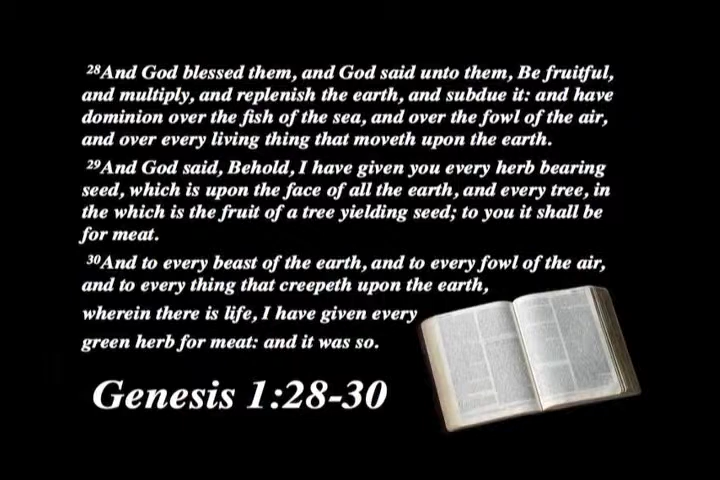 ²⁸And God blessed them, and God said unto them, Be fruitful,
and multiply, and replenish the earth, and subdue it: and have
dominion over the fish of the sea, and over the fowl of the air,
and over every living thing that moveth upon the earth.
²⁹And God said, Behold, I have given you every herb bearing
seed, which is upon the face of all the earth, and every tree, in
the which is the fruit of a tree yielding seed; to you it shall be
for meat.
³⁰And to every beast of the earth, and to every fowl of the air,
and to every thing that creepeth upon the earth,
wherein there is life, I have given every
green herb for meat: and it was so.
Genesis 1:28-30